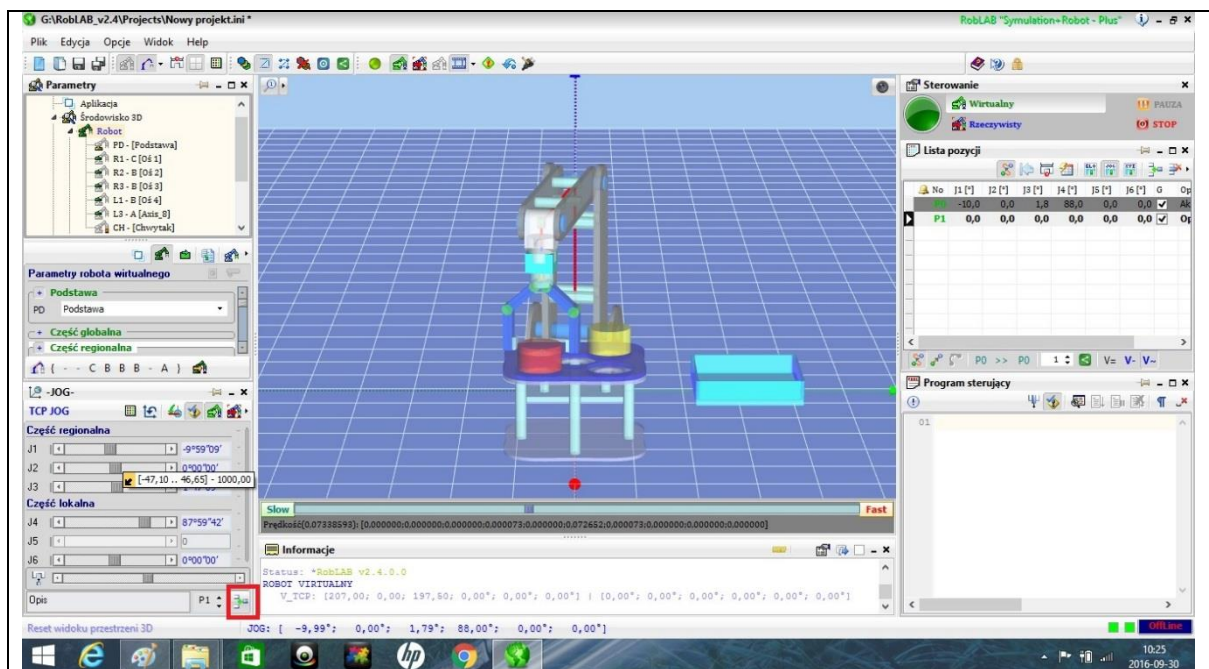 G:\RobLAB_v2.4\Projects\Nowy projekt.ini *
RobLAB "Symulation+Robot - Plus"
Plik Edycja Opcje Widok Help
Parametry
Aplikacja
Środowisko 3D
Robot
PD - [Podstawa]
R1 - C [Oś 1]
R2 - B [Oś 2]
R3 - B [Oś 3]
L1 - B [Oś 4]
L3 - A [Axis_8]
CH - [Chwytak]
Parametry robota wirtualnego
Podstawa
PD Podstawa
Część globalna
Część regionalna
( - - C B B B - A )
-JOG-
TCP JOG
Część regionalna
J1 -9°59"09'
J2 0°00"00'
[-47,10 .. 46,65] - 1000,00
J3
Część lokalna
J4 87°59"42'
J5 0
J6 0°00"00'
Opis P1
Slow Fast
Prędkość(0.07338593): [0.000000:0.000000:0.000000:0.000073:0.000000:0.072652:0.000073:0.000000:0.000000:0.000000]
Informacje
Status: *RobLAB v2.4.0.0
ROBOT VIRTUALNY
V_TCP: [207,00; 0,00; 197,50; 0,00°; 0,00°; 0,00°] | [0,00°; 0,00°; 0,00°; 0,00°; 0,00°; 0,00°]
Sterowanie
Wirtualny PAUZA
Rzeczywisty STOP
Lista pozycji
No J1 [°] J2 [°] J3 [°] J4 [°] J5 [°] J6 [°] G Op
P0 -10,0 0,0 1,8 88,0 0,0 0,0 Ak
P1 0,0 0,0 0,0 0,0 0,0 0,0 Op
P0 >> P0 1 V= V- V~
Program sterujący
01
Reset widoku przestrzeni 3D
JOG: [ -9,99°; 0,00°; 1,79°; 88,00°; 0,00°; 0,00°]
OffLine
10:25
2016-09-30